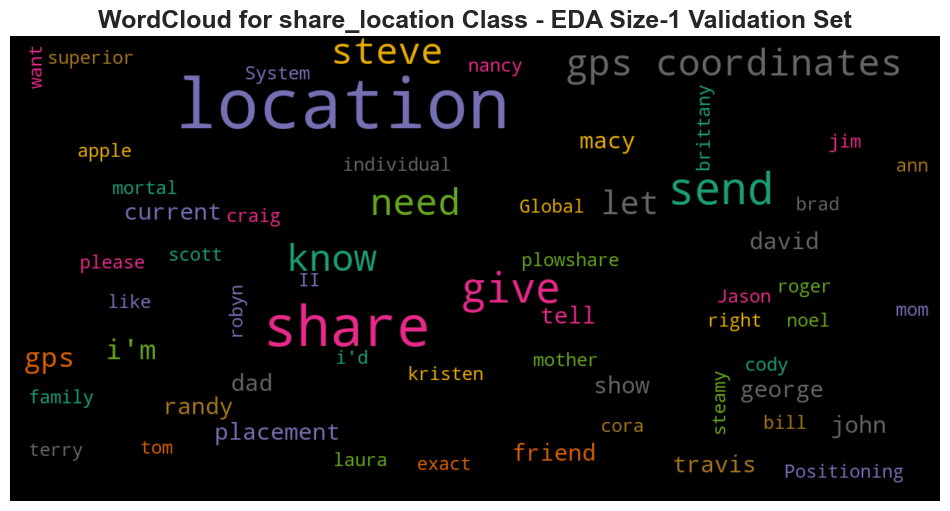 WordCloud for share_location Class - EDA Size-1 Validation Set
want
superior
System
steve
nancy
gps coordinates
location
brittany
apple
individual
macy
jim
ann
mortal
current
craig
need
Global
let
send
brad
please
scott
know
plowshare
david
like
robyn
II
share
give
tell
Jason
roger
right
noel
mom
gps
i'm
i'd
kristen
mother
cody
family
randy
dad
show
steamy
george
terry
tom
placement
laura
exact
friend
cora
travis
bill
john
Positioning